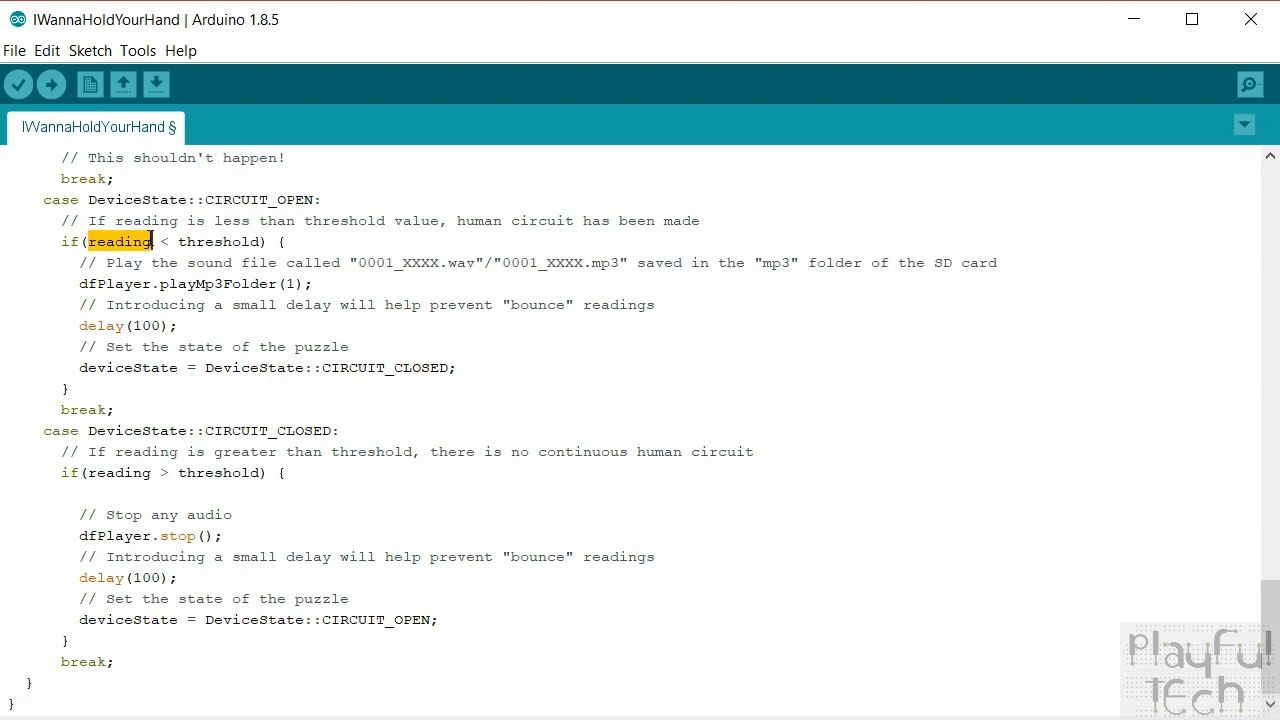 IWannaHoldYourHand | Arduino 1.8.5
File Edit Sketch Tools Help
IWannaHoldYourHand §
// This shouldn't happen!
break;
case DeviceState::CIRCUIT_OPEN:
// If reading is less than threshold value, human circuit has been made
if(reading < threshold) {
// Play the sound file called "0001_XXXX.wav"/"0001_XXXX.mp3" saved in the "mp3" folder of the SD card
dfPlayer.playMp3Folder(1);
// Introducing a small delay will help prevent "bounce" readings
delay(100);
// Set the state of the puzzle
deviceState = DeviceState::CIRCUIT_CLOSED;
}
break;
case DeviceState::CIRCUIT_CLOSED:
// If reading is greater than threshold, there is no continuous human circuit
if(reading > threshold) {
// Stop any audio
dfPlayer.stop();
// Introducing a small delay will help prevent "bounce" readings
delay(100);
// Set the state of the puzzle
deviceState = DeviceState::CIRCUIT_OPEN;
}
break;
}
}
playful
tech